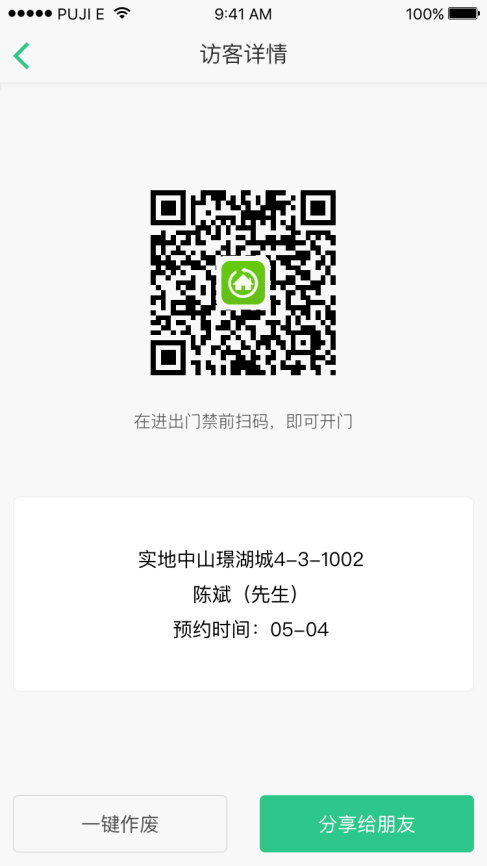 PUJI E
9:41 AM
100%
访客详情
在进出门禁前扫码，即可开门
实地中山璟湖城4-3-1002
陈斌（先生）
预约时间：05-04
一键作废
分享给朋友